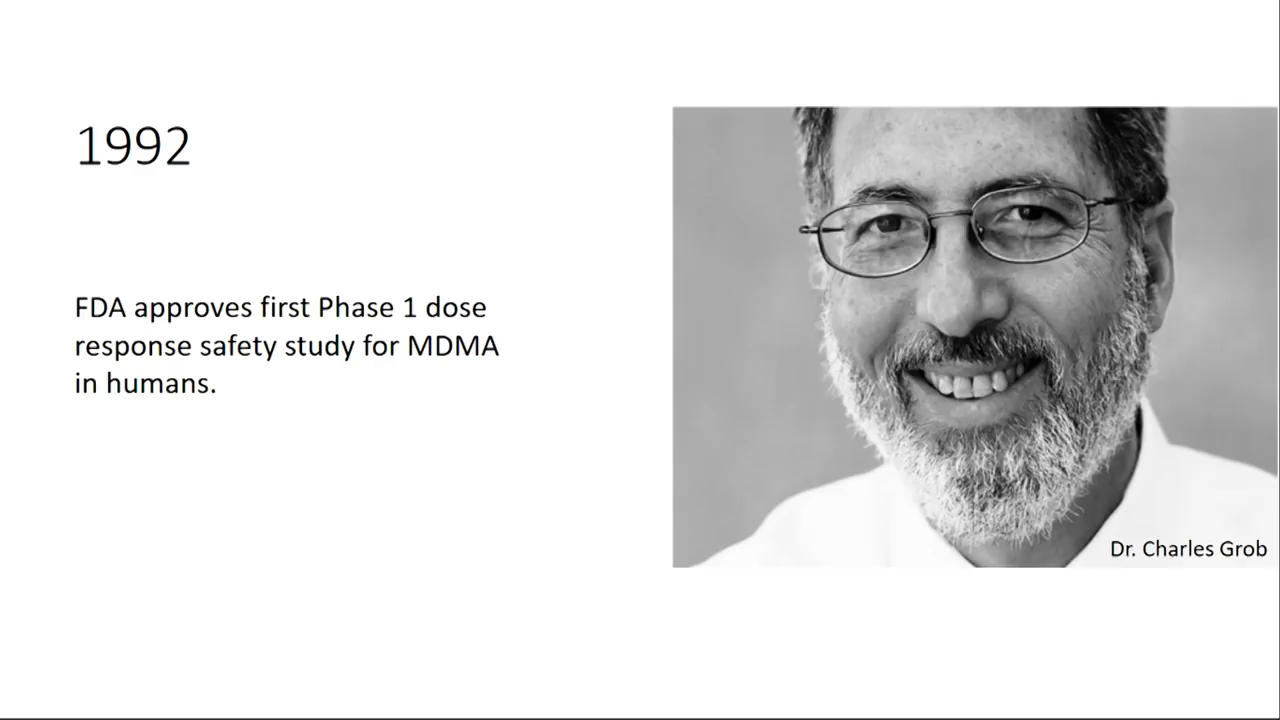 1992
FDA approves first Phase 1 dose
response safety study for MDMA
in humans.
Dr. Charles Grob